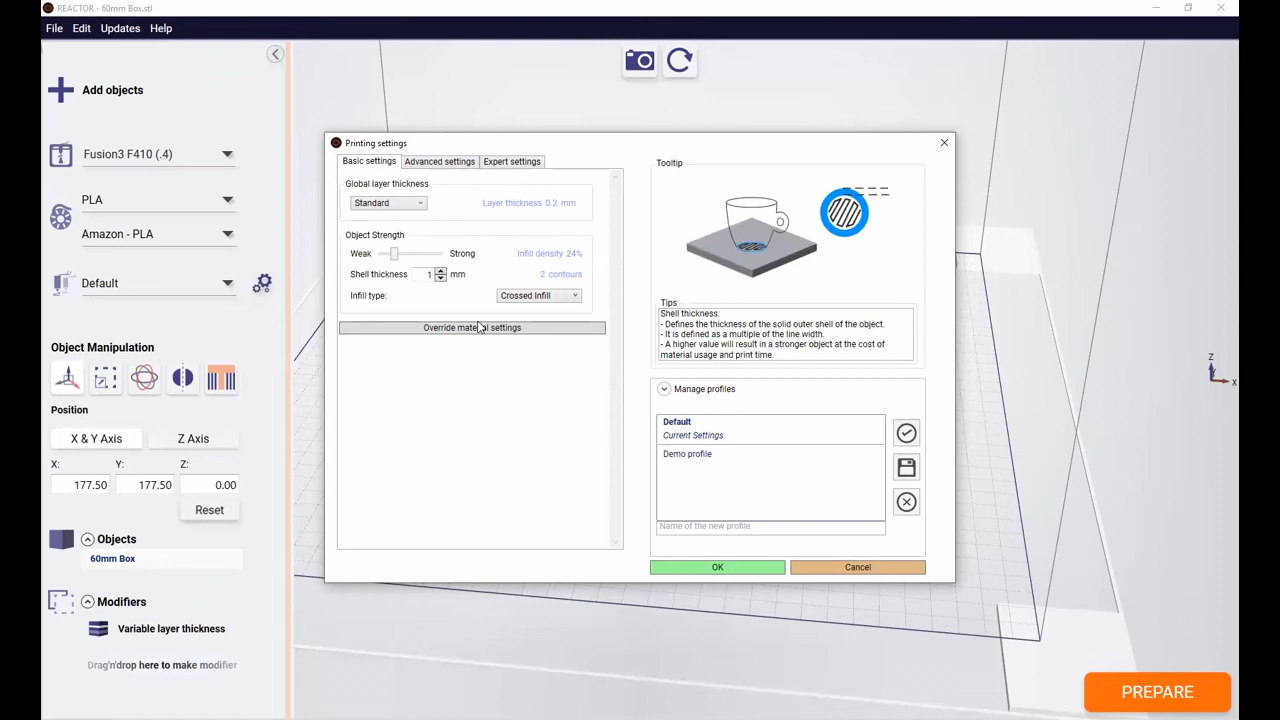 REACTOR - 60mm Box.stl
File Edit Updates Help
Add objects
Fusion3 F410 (.4)
PLA
Amazon - PLA
Default
Object Manipulation
Position
X & Y Axis Z Axis
X: Y: Z:
177.50 177.50 0.00
Reset
Objects
60mm Box
Modifiers
Variable layer thickness
Drag'n'drop here to make modifier
Printing settings
Basic settings Advanced settings Expert settings
Global layer thickness
Standard Layer thickness 0.2 mm
Object Strength
Weak Strong Infill density 24%
Shell thickness 1 mm 2 contours
Infill type: Crossed Infill
Override material settings
Tooltip
Tips
Shell thickness:
- Defines the thickness of the solid outer shell of the object.
- It is defined as a multiple of the line width.
- A higher value will result in a stronger object at the cost of
material usage and print time.
Manage profiles
Default
Current Settings
Demo profile
Name of the new profile
OK Cancel
Z
Y
X
PREPARE